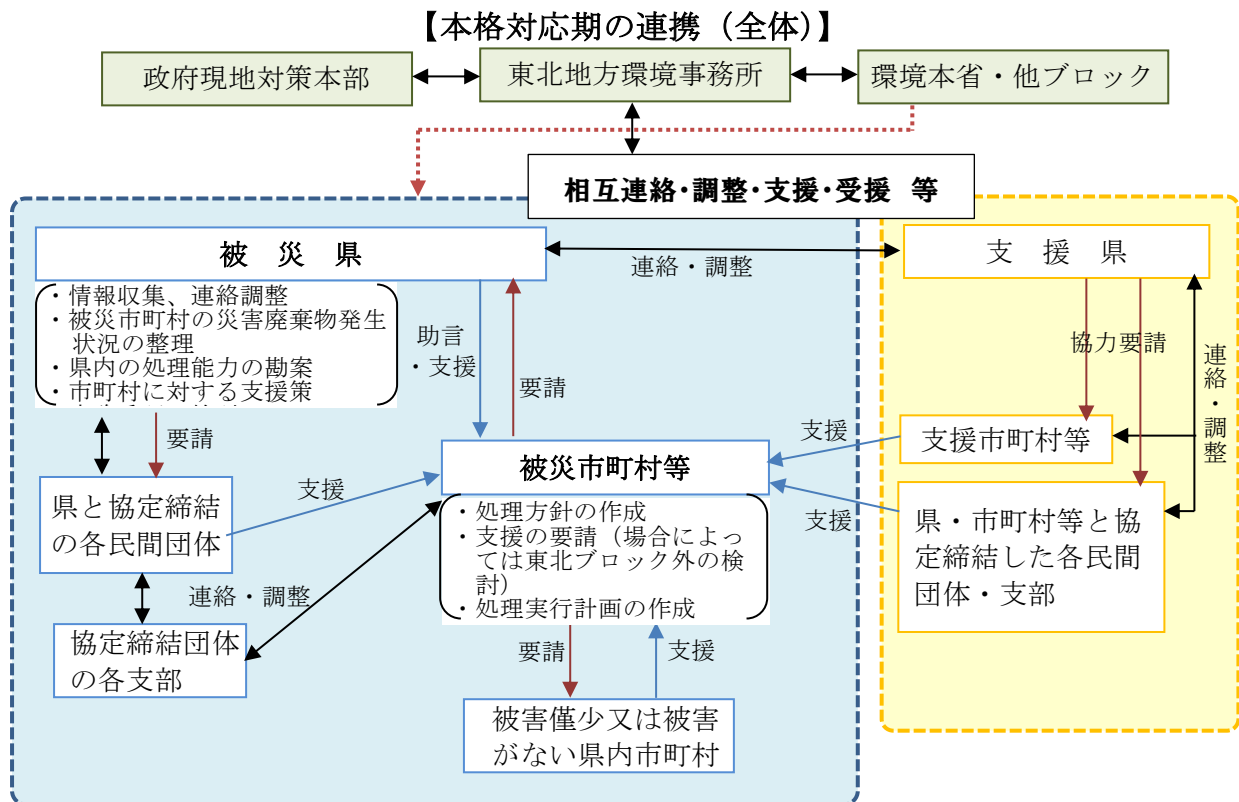 【本格対応期の連携（全体）】
政府現地対策本部
東北地方環境事務所
環境本省・他ブロック
相互連絡・調整・支援・受援 等
被 災 県
連絡・調整
支 援 県
・情報収集、連絡調整
・被災市町村の災害廃棄物発生
状況の整理
・県内の処理能力の勘案
・市町村に対する支援策
助言
・支援
要請
協力要請
連絡・調整
要請
県と協定締結
の各民間団体
支援
被災市町村等
支援
支援市町村等
・処理方針の作成
・支援の要請（場合によっ
ては東北ブロック外の検
討）
・処理実行計画の作成
支援
県・市町村等と協
定締結した各民間
団体・支部
連絡・調整
協定締結団体
の各支部
要請
支援
被害僅少又は被害
がない県内市町村